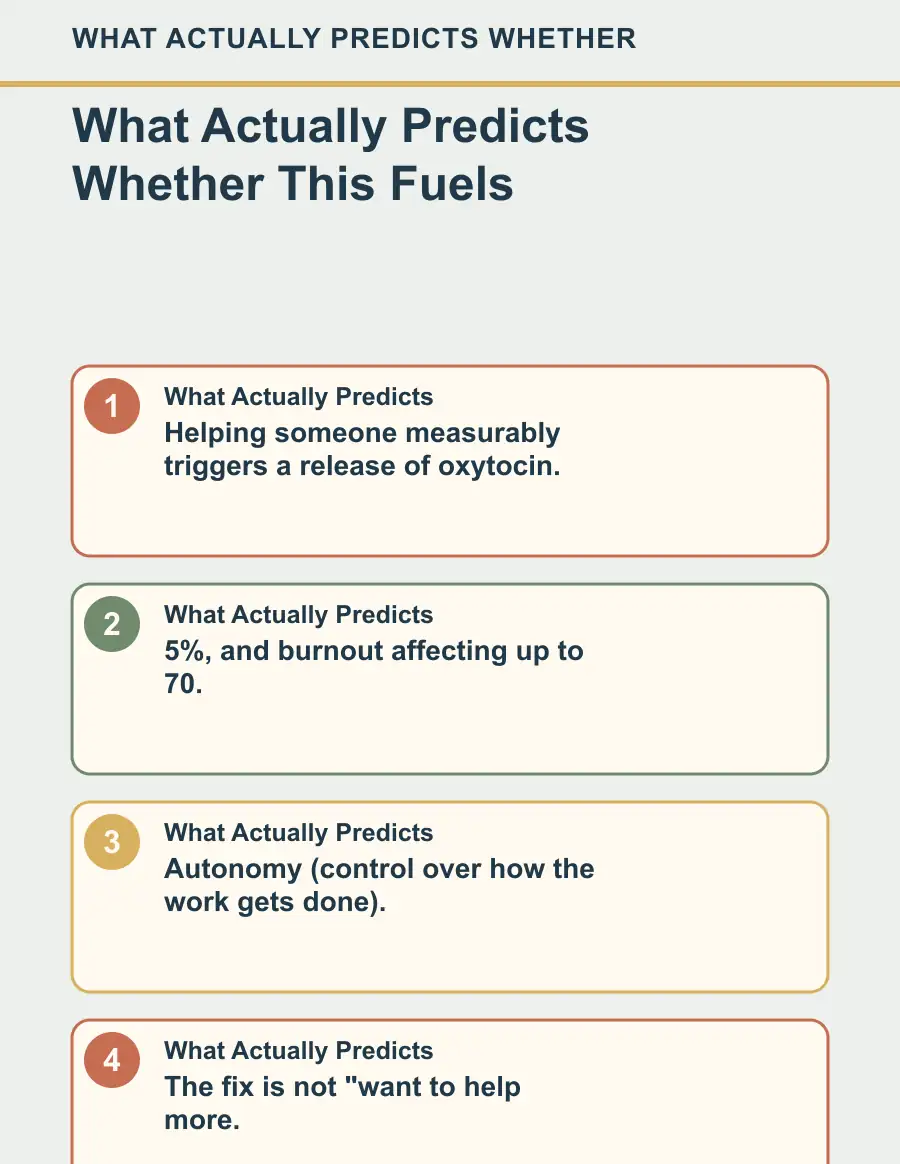 WHAT ACTUALLY PREDICTS WHETHER
What Actually Predicts
Whether This Fuels
1
What Actually Predicts
Helping someone measurably
triggers a release of oxytocin.
2
What Actually Predicts
5%, and burnout affecting up to
70.
3
What Actually Predicts
Autonomy (control over how the
work gets done).
4
What Actually Predicts
The fix is not "want to help
more.